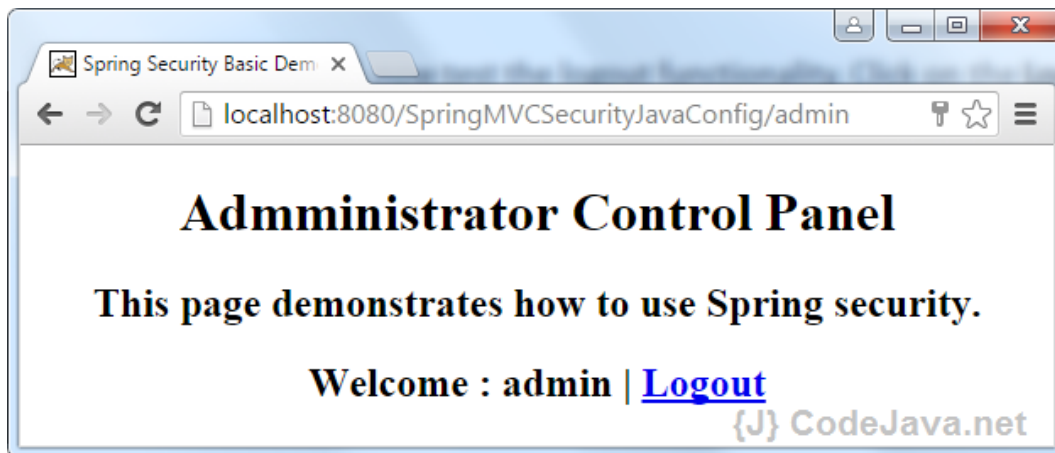 Spring Security Basic Dem
localhost:8080/SpringMVCSecurityJavaConfig/admin
Admministrator Control Panel
This page demonstrates how to use Spring security.
Welcome : admin | Logout
{J} CodeJava.net